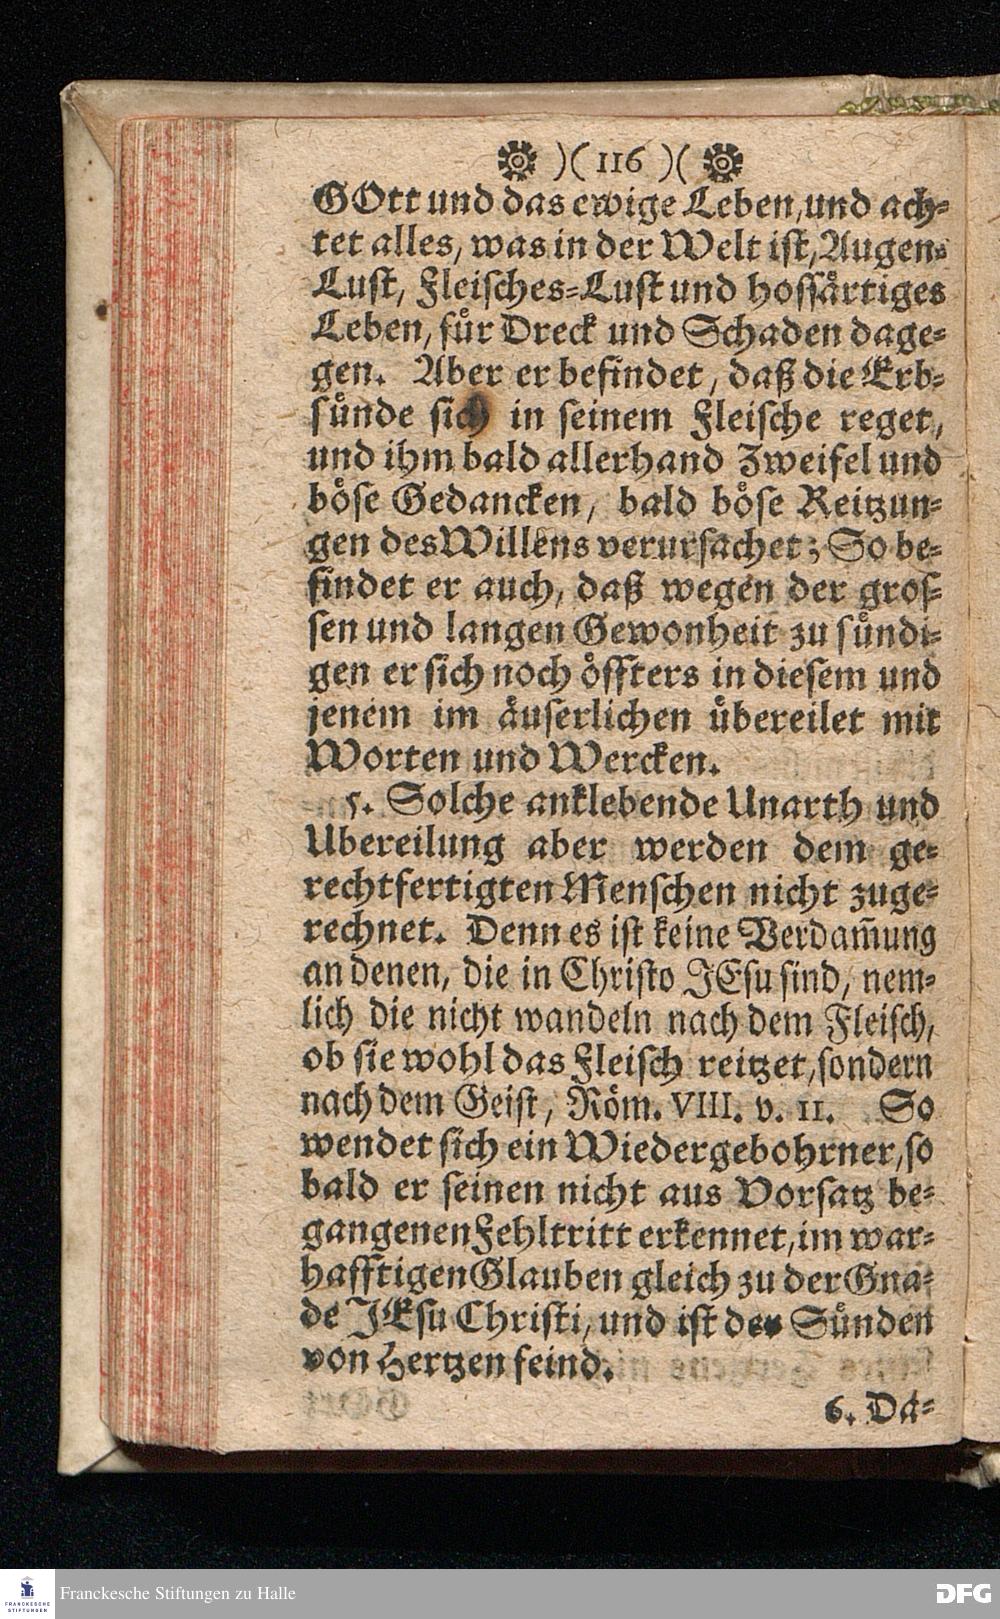 )( 116 )(
GOtt und das ewige Leben, und ach-
tet alles, was in der Welt ist, Augen-
Lust, Fleisches-Lust und hoffärtiges
Leben, für Dreck und Schaden dage-
gen. Aber er befindet, daß die Erb-
sünde sich in seinem Fleische reget,
und ihm bald allerhand Zweifel und
böse Gedancken, bald böse Reitzun-
gen des Willens verursachet; So be-
findet er auch, daß wegen der gros-
sen und langen Gewonheit zu sündi-
gen er sich noch öffters in diesem und
jenem im äuserlichen übereilet mit
Worten und Wercken.
5. Solche anklebende Unarth und
Ubereilung aber werden dem ge-
rechtfertigten Menschen nicht zuge-
rechnet. Denn es ist keine Verdam̄ung
an denen, die in Christo JEsu sind, nem-
lich die nicht wandeln nach dem Fleisch,
ob sie wohl das Fleisch reitzet, sondern
nach dem Geist, Röm. VIII. v. 11. So
wendet sich ein Wiedergebohrner, so
bald er seinen nicht aus Vorsatz be-
gangenen Fehltritt erkennet, im war-
hafftigen Glauben gleich zu der Gna-
de JEsu Christi, und ist der Sünden
von Hertzen feind.
6. Da-
FRANCKESCHE
STIFTUNGEN
Franckesche Stiftungen zu Halle
DFG